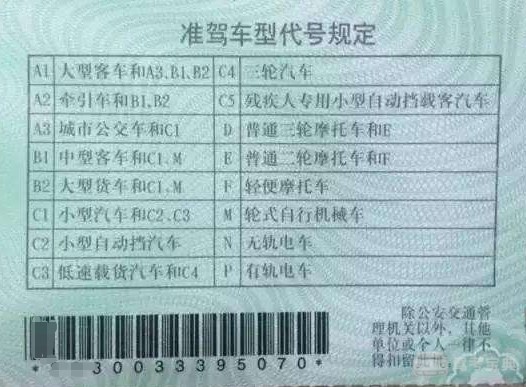 准驾车型代号规定
A1 大型客车和A3、B1、B2 C4 三轮汽车
A2 牵引车和B1、B2 C5 残疾人专用小型自动挡载客汽车
A3 城市公交车和C1 D 普通三轮摩托车和E
B1 中型客车和C1、M E 普通二轮摩托车和F
B2 大型货车和C1、M F 轻便摩托车
C1 小型汽车和C2、C3 M 轮式自行机械车
C2 小型自动挡汽车 N 无轨电车
C3 低速载货汽车和C4 P 有轨电车
除公安交通管
理机关以外，其他
单位或个人一律不
得扣留此证
*3003339507 0*